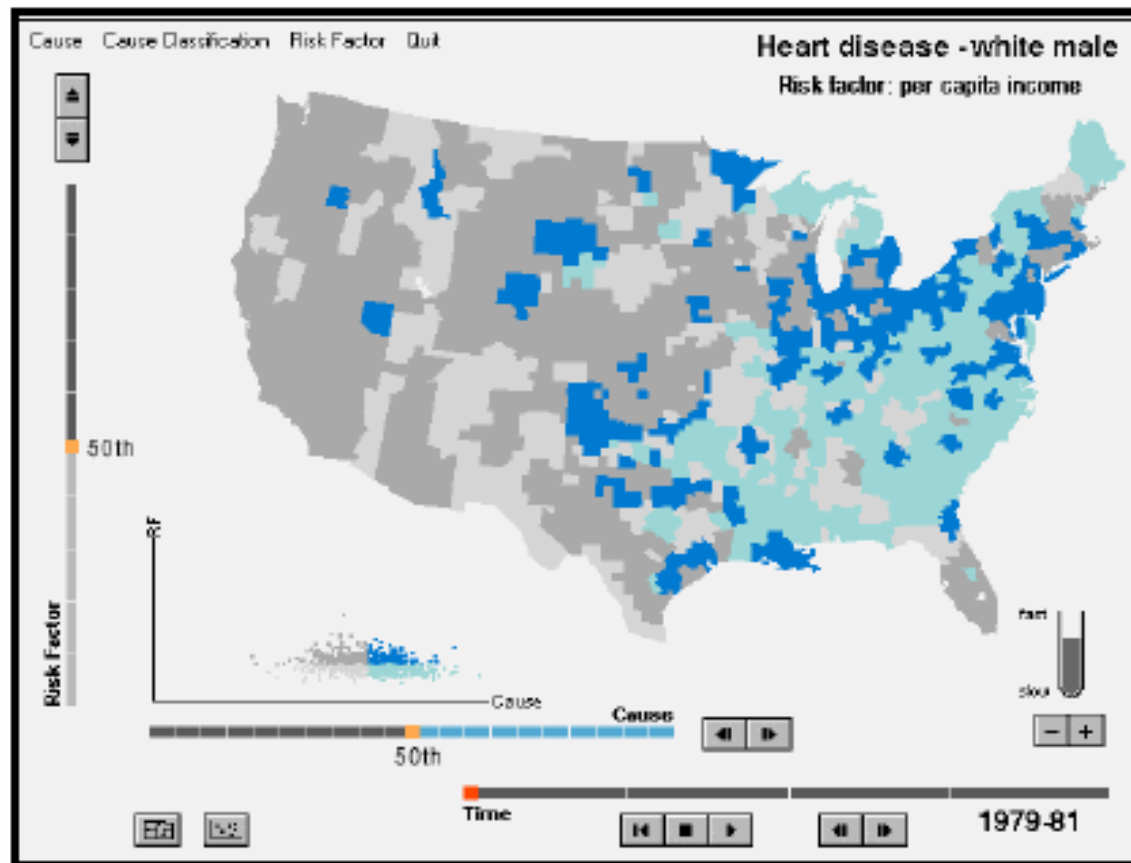 Cause Cause Classification Risk Factor Quit
Heart disease -white male
Risk factor: per capita income
50th
RF
Risk Factor
Cause
Cause
50th
fast
slow
− +
Time
1979-81